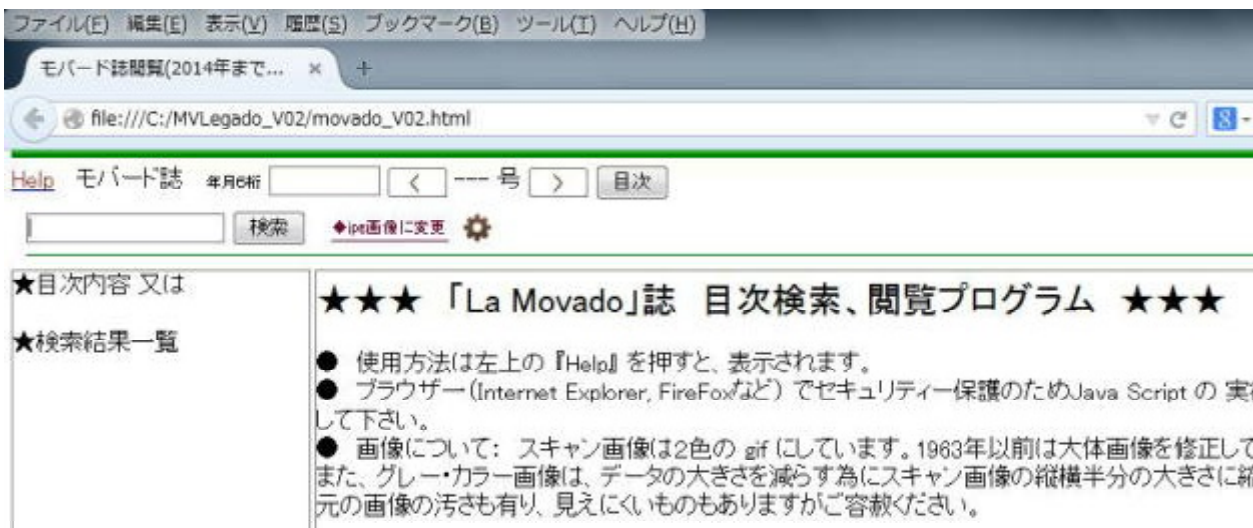 ファイル(F) 編集(E) 表示(V) 履歴(S) ブックマーク(B) ツール(T) ヘルプ(H)
モバード誌閲覧(2014年まで... × +
file:///C:/MVLegado_V02/movado_V02.html
Help モバード誌 年月6桁 < --- 号 > 目次
検索 ◆ipg画像に変更
★目次内容 又は
★検索結果一覧
★★★ 「La Movado」誌 目次検索、閲覧プログラム ★★★
● 使用方法は左上の 『Help』 を押すと、表示されます。
● ブラウザー(Internet Explorer, FireFoxなど) でセキュリティー保護のためJava Script の 実
して下さい。
● 画像について: スキャン画像は2色の gif にしています。1963年以前は大体画像を修正して
また、グレー・カラー画像は、データの大きさを減らす為にスキャン画像の縦横半分の大きさに縮
元の画像の汚さも有り、見えにくいものもありますがご容赦ください。